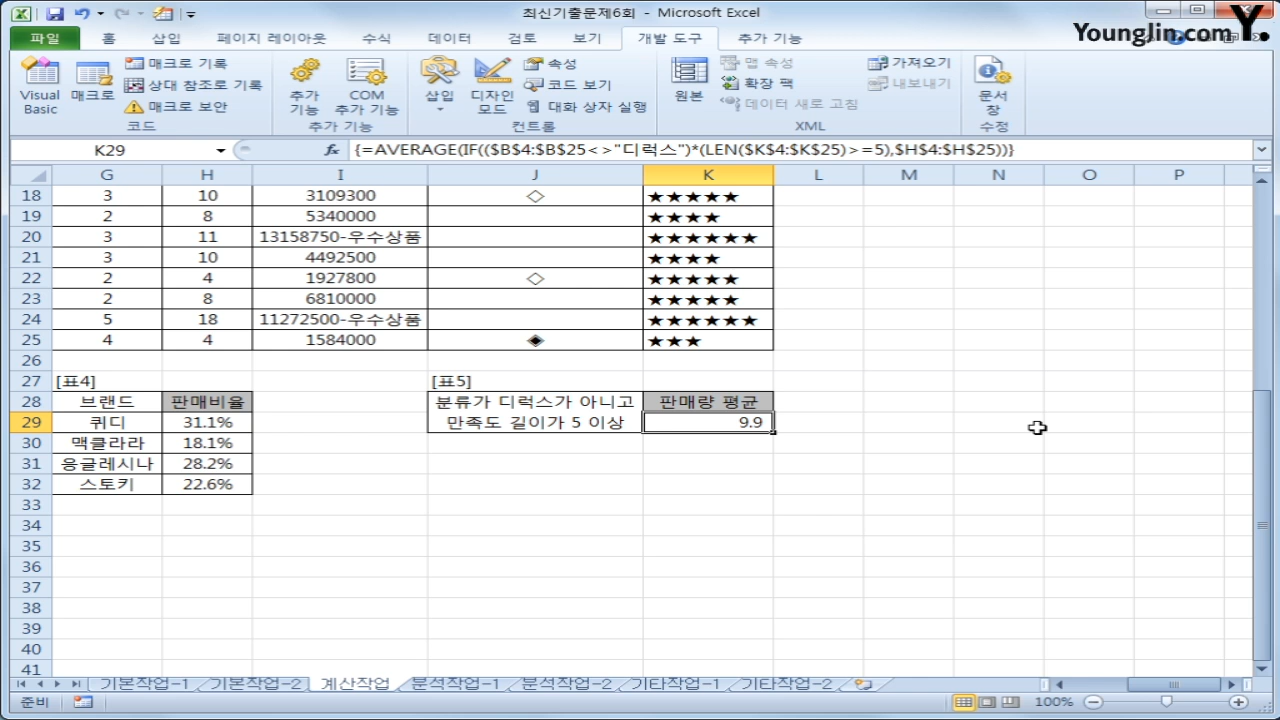 최신기출문제6회 - Microsoft Excel
Younglin.com Y.
파일 홈 삽입 페이지 레이아웃 수식 데이터 검토 보기 개발 도구 추가 기능
Visual Basic
매크로
매크로 기록
상대 참조로 기록
매크로 보안
코드
추가 기능
COM 추가 기능
추가 기능
삽입
디자인 모드
속성
코드 보기
대화 상자 실행
컨트롤
원본
맵 속성
확장 팩
데이터 새로 고침
가져오기
내보내기
XML
문서 창
수정
K29 fx {=AVERAGE(IF(($B$4:$B$25<>"디럭스")*(LEN($K$4:$K$25)>=5),$H$4:$H$25))}
G H I J K L M N O P
18 3 10 3109300 ◇ ★★★★★
19 2 8 5340000 ★★★★
20 3 11 13158750-우수상품 ★★★★★★
21 3 10 4492500 ★★★★
22 2 4 1927800 ◇ ★★★★★
23 2 8 6810000 ★★★★★
24 5 18 11272500-우수상품 ★★★★★★
25 4 4 1584000 ◈ ★★★
26
27 [표4] [표5]
28 브랜드 판매비율 분류가 디럭스가 아니고 판매량 평균
29 퀴디 31.1% 만족도 길이가 5 이상 9.9
30 맥클라라 18.1%
31 응글레시나 28.2%
32 스토키 22.6%
33
34
35
36
37
38
39
40
41
기본작업-1 기본작업-2 계산작업 분석작업-1 분석작업-2 기타작업-1 기타작업-2
준비 100%